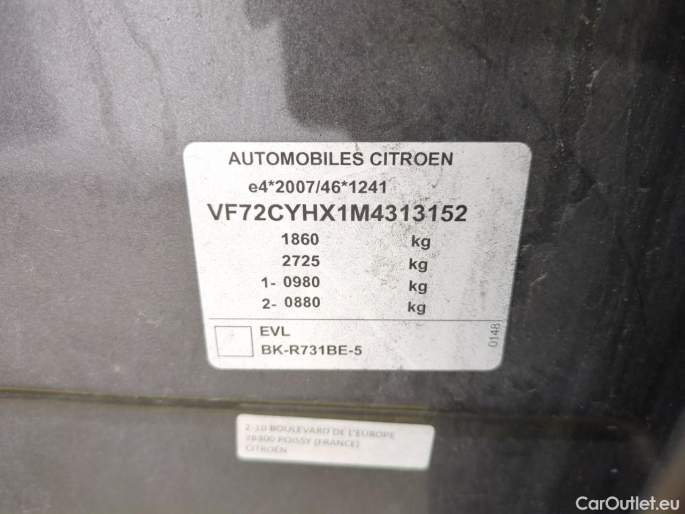 AUTOMOBILES CITROEN
e4*2007/46*1241
VF72CYHX1M4313152
1860 kg
2725 kg
1- 0980 kg
2- 0880 kg
EVL
BK-R731BE-5
0148
2-10 BOULEVARD DE L'EUROPE
78300 POISSY (FRANCE)
CITROEN
CarOutlet.eu